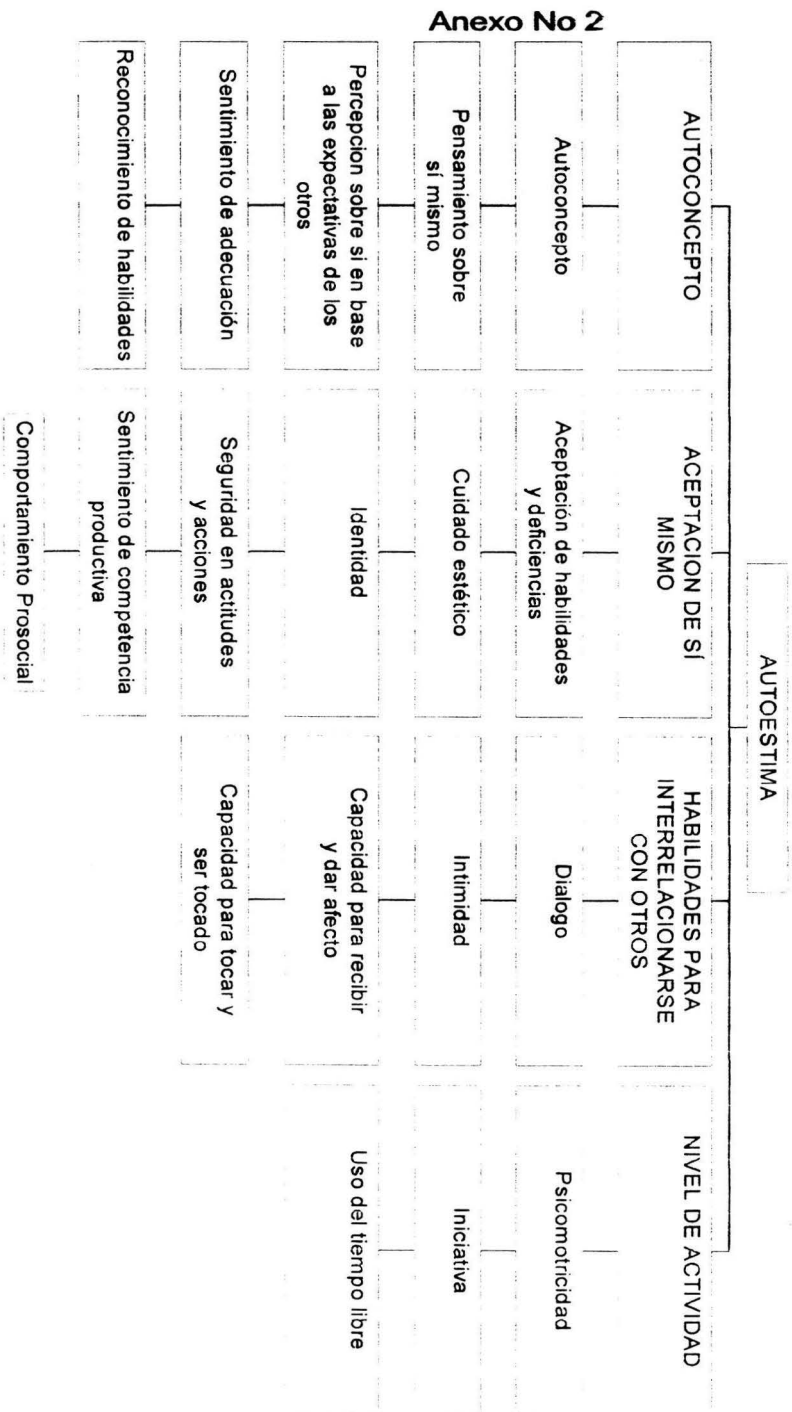 Anexo No 2
AUTOESTIMA
AUTOCONCEPTO
Autoconcepto
Pensamiento sobre
sí mismo
Percepcion sobre si en base
a las expectativas de los
otros
Sentimiento de adecuación
Reconocimiento de habilidades
ACEPTACION DE SÍ
MISMO
Aceptación de habilidades
y deficiencias
Cuidado estético
Identidad
Seguridad en actitudes
y acciones
Sentimiento de competencia
productiva
Comportamiento Prosocial
HABILIDADES PARA
INTERRELACIONARSE
CON OTROS
Dialogo
Intimidad
Capacidad para recibir
y dar afecto
Capacidad para tocar y
ser tocado
NIVEL DE ACTIVIDAD
Psicomotricidad
Iniciativa
Uso del tiempo libre